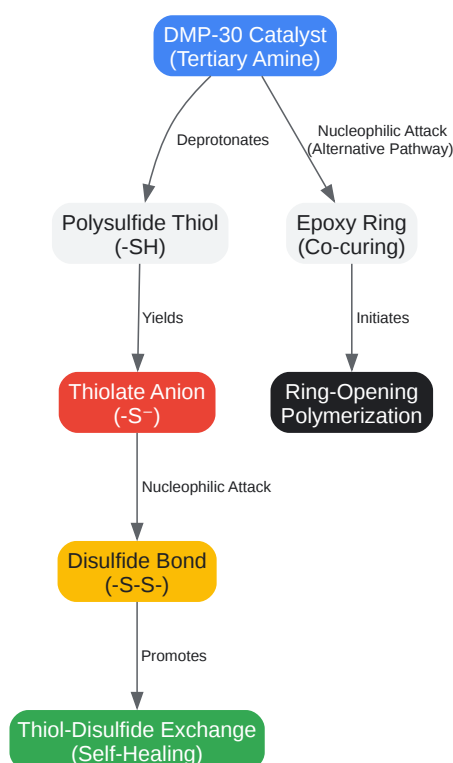 DMP-30 Catalyst
(Tertiary Amine)
Deprotonates
Nucleophilic Attack
(Alternative Pathway)
Polysulfide Thiol
(-SH)
Epoxy Ring
(Co-curing)
Yields
Initiates
Thiolate Anion
(-S⁻)
Ring-Opening
Polymerization
Nucleophilic Attack
Disulfide Bond
(-S-S-)
Promotes
Thiol-Disulfide Exchange
(Self-Healing)